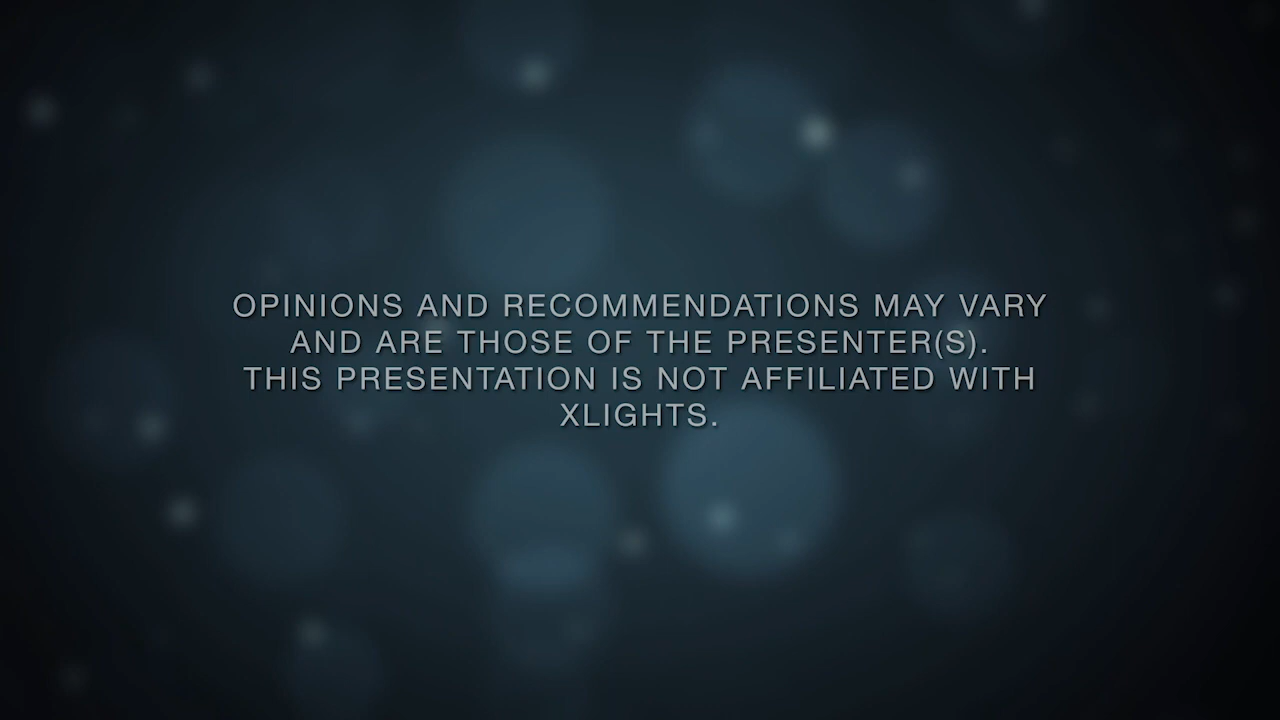 OPINIONS AND RECOMMENDATIONS MAY VARY
AND ARE THOSE OF THE PRESENTER(S).
THIS PRESENTATION IS NOT AFFILIATED WITH
XLIGHTS.